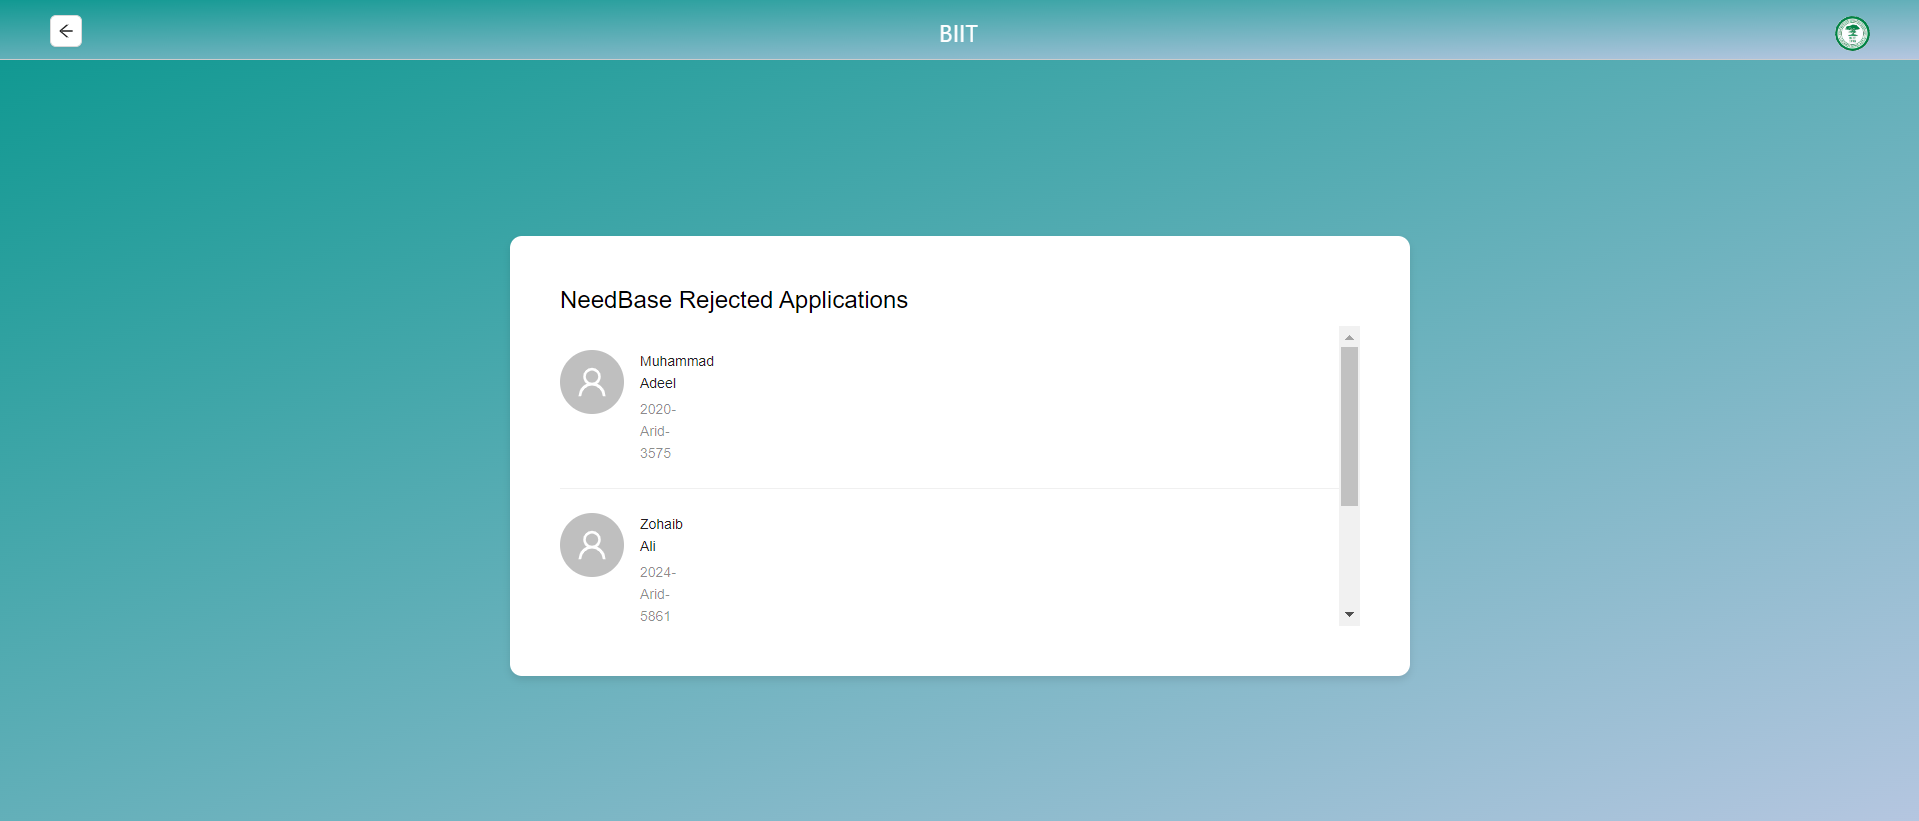 BIIT
NeedBase Rejected Applications
Muhammad
Adeel
2020-
Arid-
3575
Zohaib
Ali
2024-
Arid-
5861